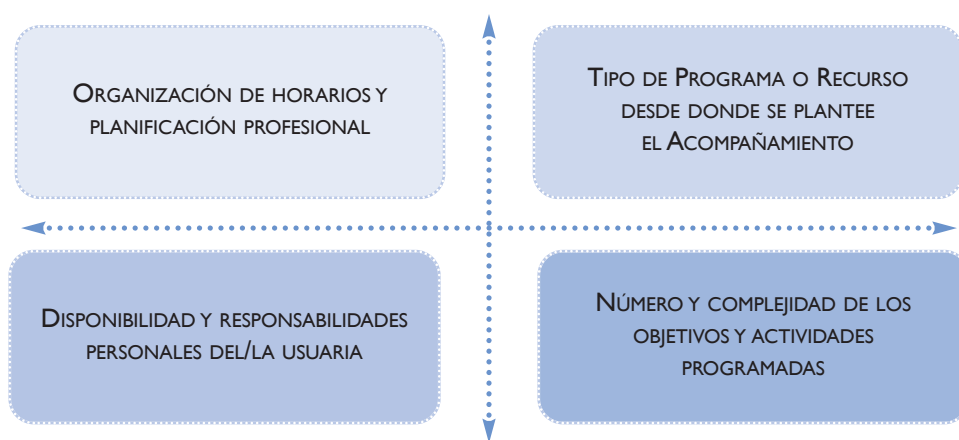 Organización de horarios y
planificación profesional
Tipo de Programa o Recurso
desde donde se plantee
el Acompañamiento
Disponibilidad y responsabilidades
personales del/la usuaria
Número y complejidad de los
objetivos y actividades
programadas